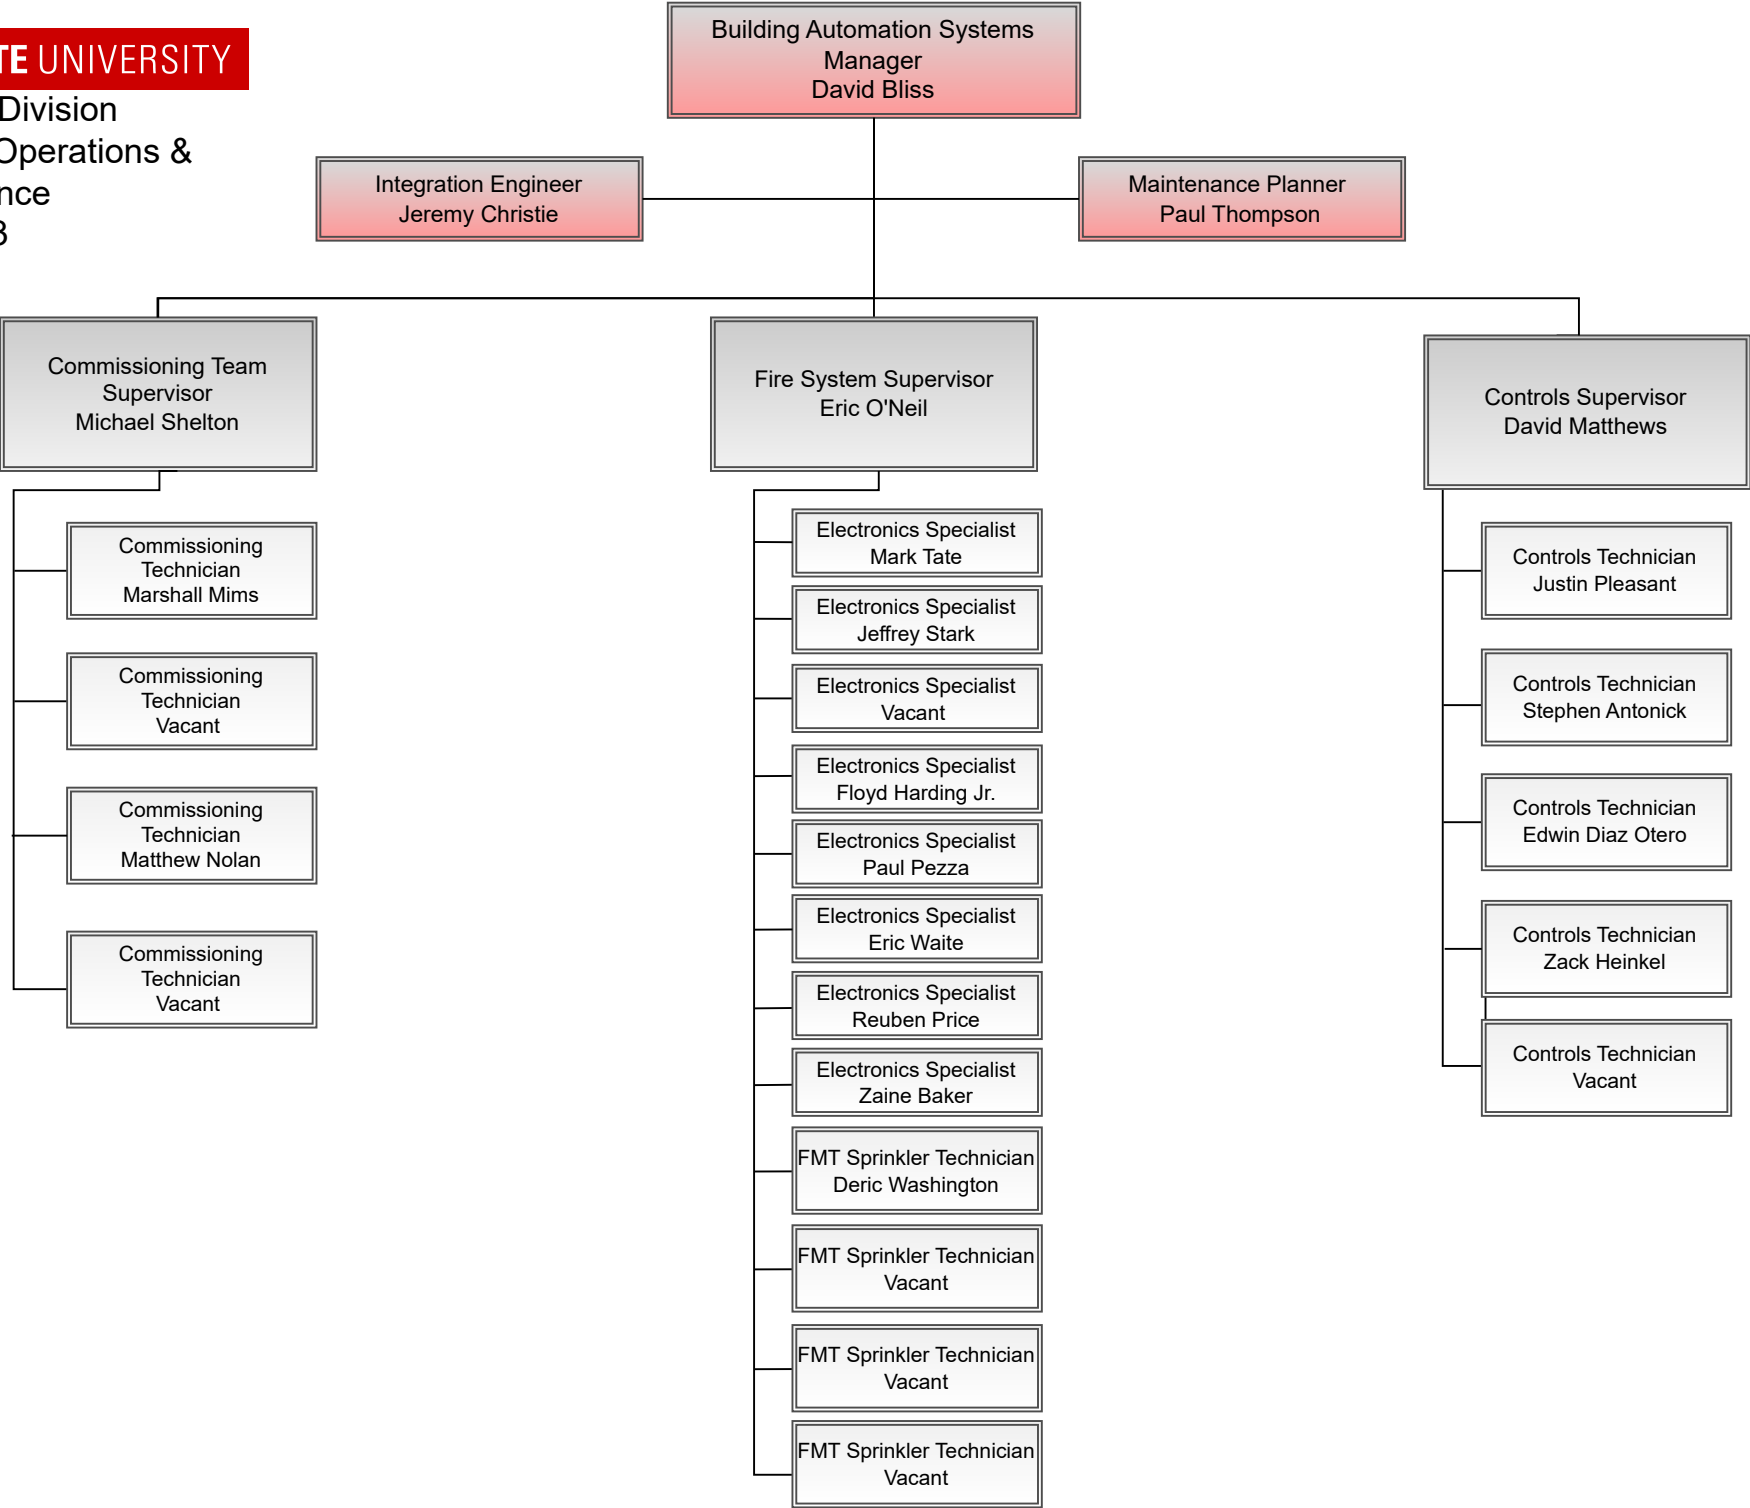 TE UNIVERSITY
Division
Operations &
nce
3
Building Automation Systems
Manager
David Bliss
Integration Engineer
Jeremy Christie
Maintenance Planner
Paul Thompson
Commissioning Team
Supervisor
Michael Shelton
Commissioning
Technician
Marshall Mims
Commissioning
Technician
Vacant
Commissioning
Technician
Matthew Nolan
Commissioning
Technician
Vacant
Fire System Supervisor
Eric O'Neil
Electronics Specialist
Mark Tate
Electronics Specialist
Jeffrey Stark
Electronics Specialist
Vacant
Electronics Specialist
Floyd Harding Jr.
Electronics Specialist
Paul Pezza
Electronics Specialist
Eric Waite
Electronics Specialist
Reuben Price
Electronics Specialist
Zaine Baker
FMT Sprinkler Technician
Deric Washington
FMT Sprinkler Technician
Vacant
FMT Sprinkler Technician
Vacant
FMT Sprinkler Technician
Vacant
Controls Supervisor
David Matthews
Controls Technician
Justin Pleasant
Controls Technician
Stephen Antonick
Controls Technician
Edwin Diaz Otero
Controls Technician
Zack Heinkel
Controls Technician
Vacant